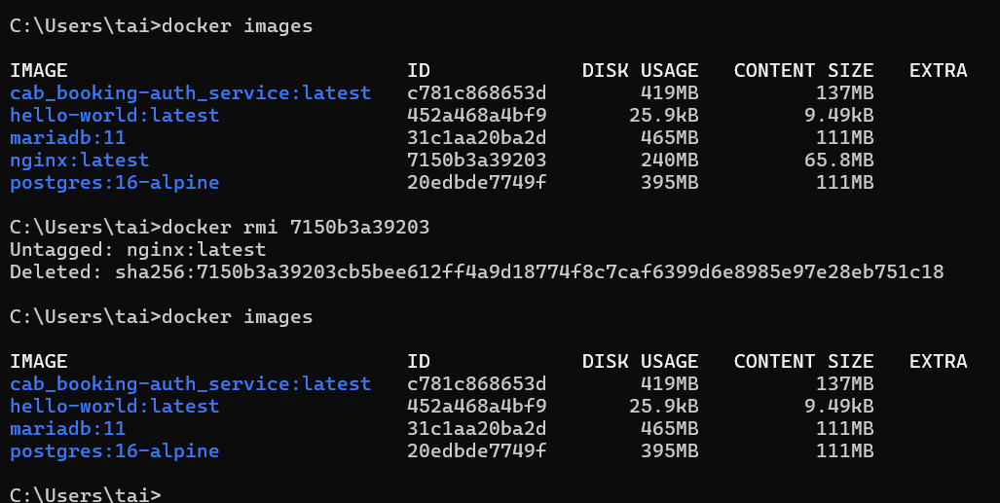 C:\Users\tai>docker images
IMAGE ID DISK USAGE CONTENT SIZE EXTRA
cab_booking-auth_service:latest c781c868653d 419MB 137MB
hello-world:latest 452a468a4bf9 25.9kB 9.49kB
mariadb:11 31c1aa20ba2d 465MB 111MB
nginx:latest 7150b3a39203 240MB 65.8MB
postgres:16-alpine 20edbde7749f 395MB 111MB
C:\Users\tai>docker rmi 7150b3a39203
Untagged: nginx:latest
Deleted: sha256:7150b3a39203cb5bee612ff4a9d18774f8c7caf6399d6e8985e97e28eb751c18
C:\Users\tai>docker images
IMAGE ID DISK USAGE CONTENT SIZE EXTRA
cab_booking-auth_service:latest c781c868653d 419MB 137MB
hello-world:latest 452a468a4bf9 25.9kB 9.49kB
mariadb:11 31c1aa20ba2d 465MB 111MB
postgres:16-alpine 20edbde7749f 395MB 111MB
C:\Users\tai>